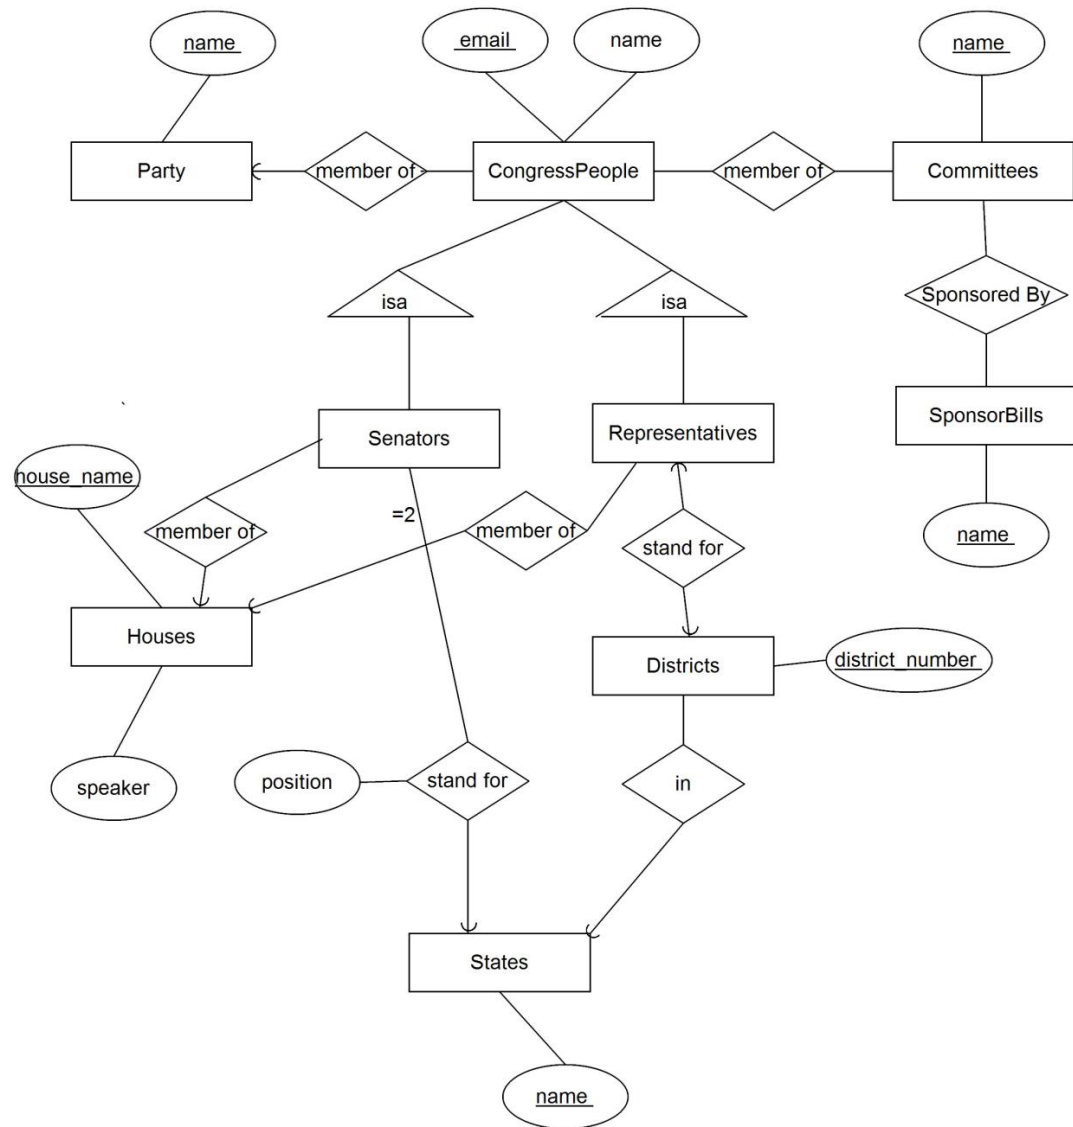 name
email
name
name
Party
member of
CongressPeople
member of
Committees
isa
isa
Sponsored By
Senators
Representatives
SponsorBills
house_name
=2
member of
member of
stand for
name
Houses
Districts
district_number
speaker
position
stand for
in
States
name